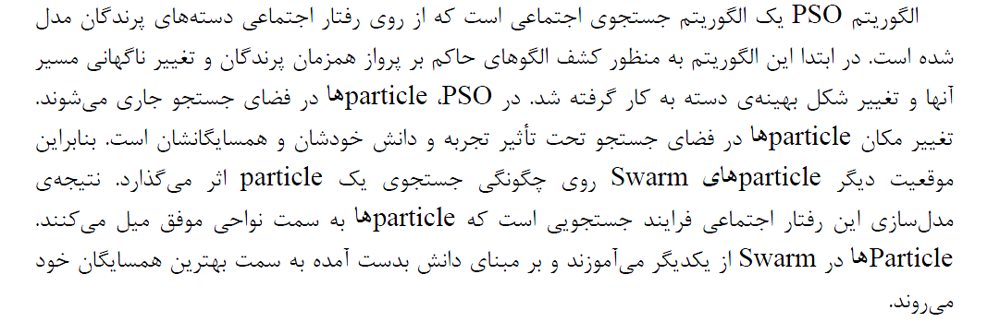 الگوریتم PSO یک الگوریتم جستجوی اجتماعی است که از روی رفتار اجتماعی دسته‌های پرندگان مدل
شده است. در ابتدا این الگوریتم به منظور کشف الگوهای حاکم بر پرواز همزمان پرندگان و تغییر ناگهانی مسیر
آنها و تغییر شکل بهینه‌ی دسته به کار گرفته شد. در PSO، particleها در فضای جستجو جاری می‌شوند.
تغییر مکان particleها در فضای جستجو تحت تأثیر تجربه و دانش خودشان و همسایگانشان است. بنابراین
موقعیت دیگر particleهای Swarm روی چگونگی جستجوی یک particle اثر می‌گذارد. نتیجه‌ی
مدل‌سازی این رفتار اجتماعی فرایند جستجویی است که particleها به سمت نواحی موفق میل می‌کنند.
Particleها در Swarm از یکدیگر می‌آموزند و بر مبنای دانش بدست آمده به سمت بهترین همسایگان خود
می‌روند.